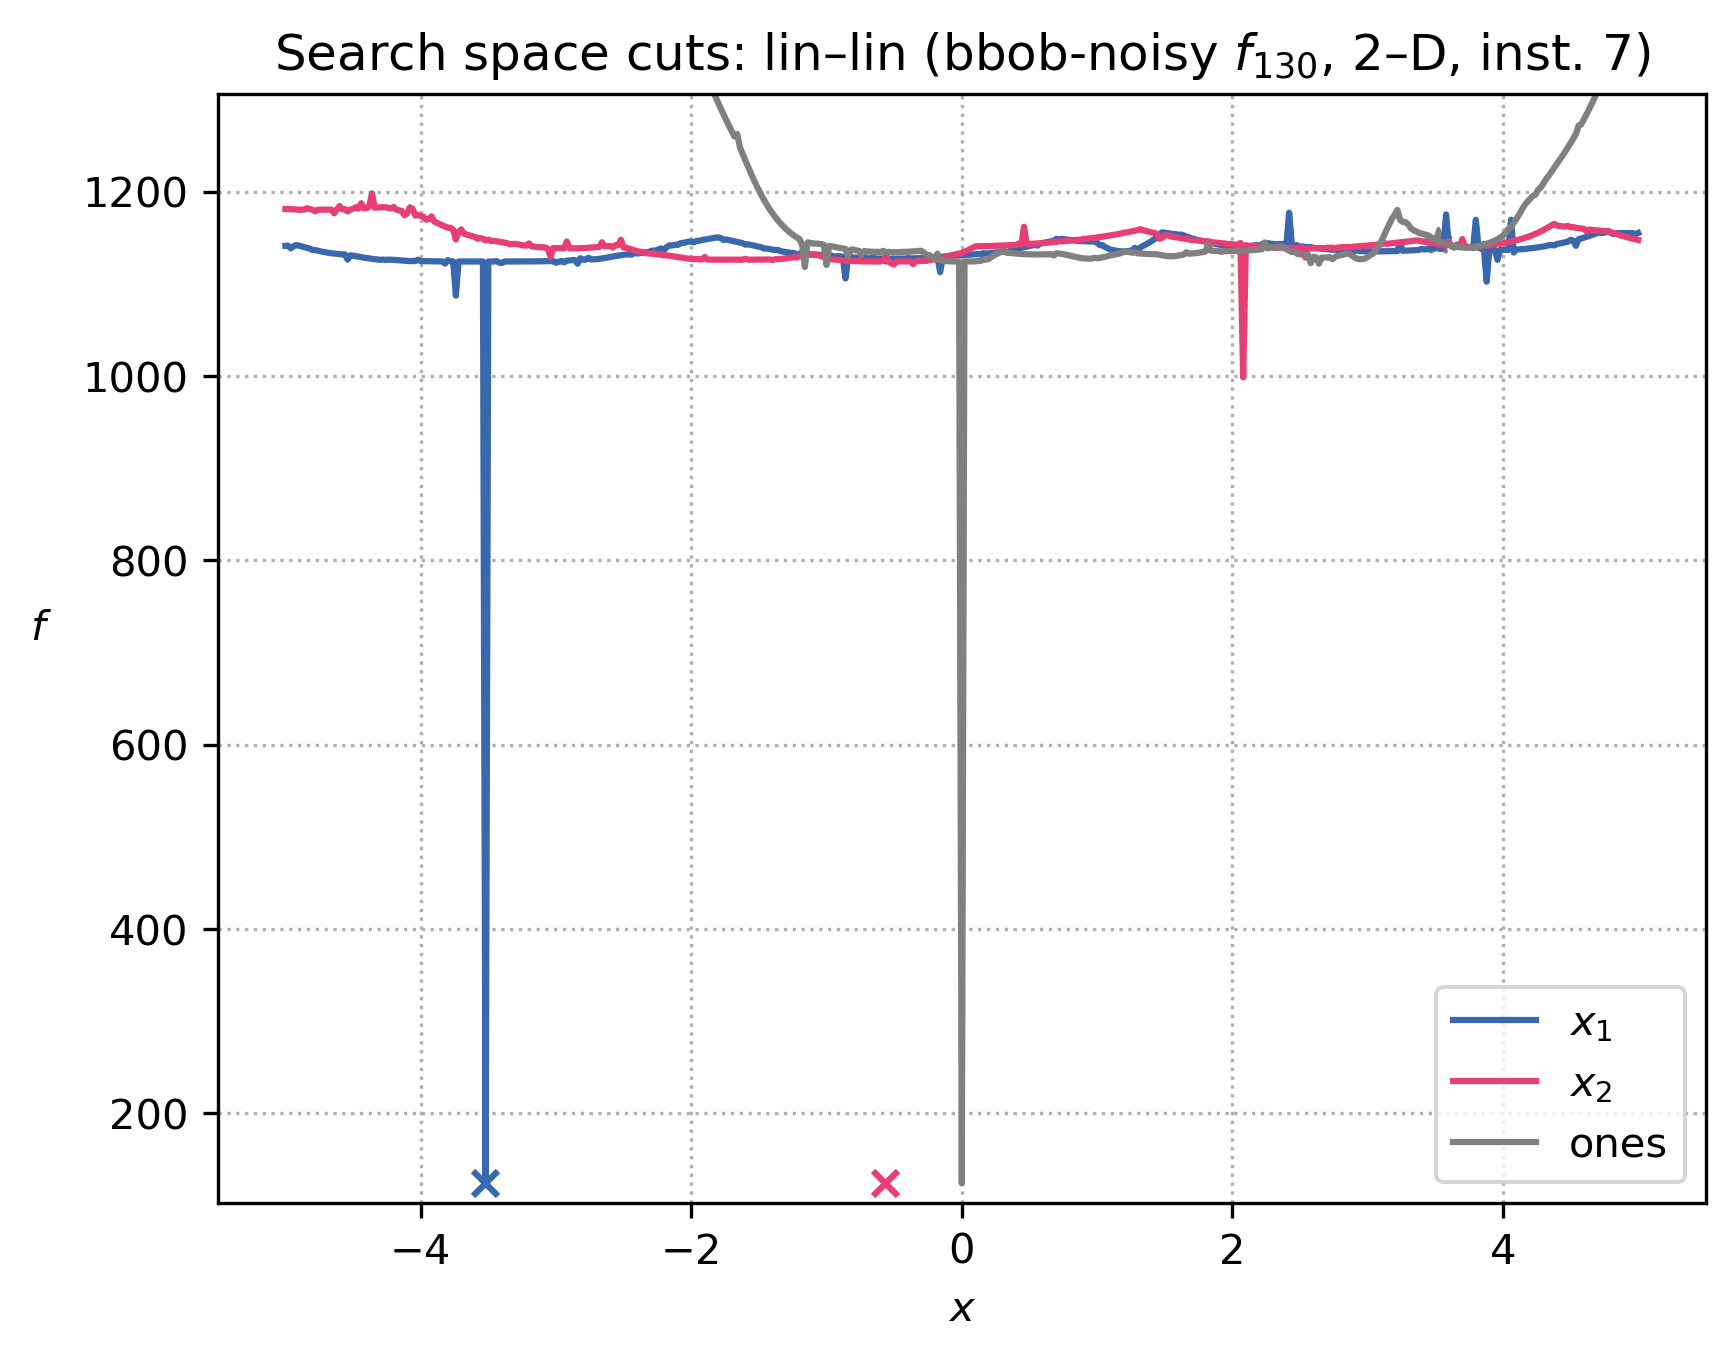 Search space cuts: lin–lin (bbob-noisy f₁₃₀, 2–D, inst. 7)
1200
1000
800
600
400
200
f
−4
−2
0
2
4
x
x₁
x₂
ones